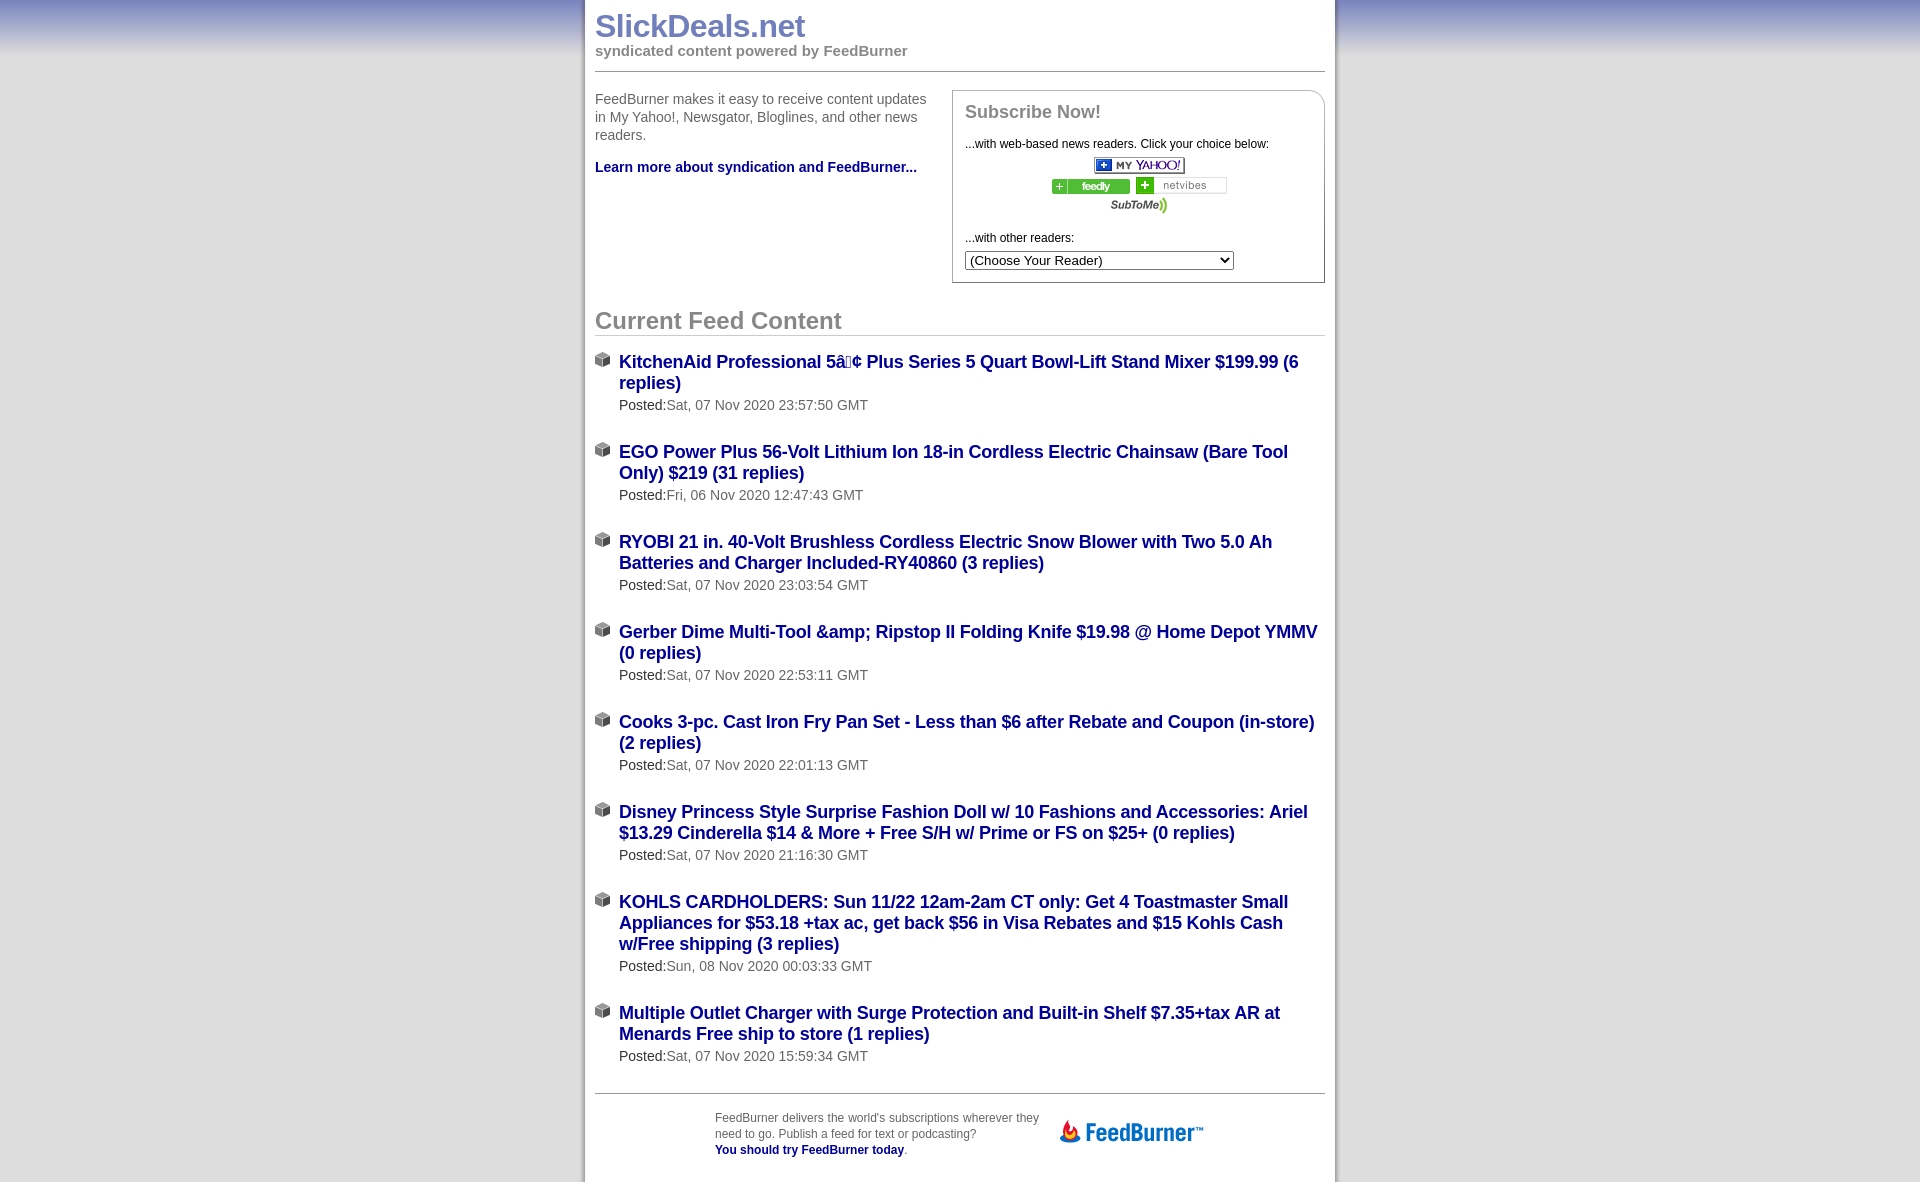 SlickDeals.net
syndicated content powered by FeedBurner
FeedBurner makes it easy to receive content updates
in My Yahoo!, Newsgator, Bloglines, and other news
readers.
Learn more about syndication and FeedBurner...
Subscribe Now!
...with web-based news readers. Click your choice below:
MY YAHOO!
feedly
netvibes
SubToMe
...with other readers:
(Choose Your Reader)
Current Feed Content
KitchenAid Professional 5â¢ Plus Series 5 Quart Bowl-Lift Stand Mixer $199.99 (6
replies)
Posted:Sat, 07 Nov 2020 23:57:50 GMT
EGO Power Plus 56-Volt Lithium Ion 18-in Cordless Electric Chainsaw (Bare Tool
Only) $219 (31 replies)
Posted:Fri, 06 Nov 2020 12:47:43 GMT
RYOBI 21 in. 40-Volt Brushless Cordless Electric Snow Blower with Two 5.0 Ah
Batteries and Charger Included-RY40860 (3 replies)
Posted:Sat, 07 Nov 2020 23:03:54 GMT
Gerber Dime Multi-Tool &amp; Ripstop II Folding Knife $19.98 @ Home Depot YMMV
(0 replies)
Posted:Sat, 07 Nov 2020 22:53:11 GMT
Cooks 3-pc. Cast Iron Fry Pan Set - Less than $6 after Rebate and Coupon (in-store)
(2 replies)
Posted:Sat, 07 Nov 2020 22:01:13 GMT
Disney Princess Style Surprise Fashion Doll w/ 10 Fashions and Accessories: Ariel
$13.29 Cinderella $14 & More + Free S/H w/ Prime or FS on $25+ (0 replies)
Posted:Sat, 07 Nov 2020 21:16:30 GMT
KOHLS CARDHOLDERS: Sun 11/22 12am-2am CT only: Get 4 Toastmaster Small
Appliances for $53.18 +tax ac, get back $56 in Visa Rebates and $15 Kohls Cash
w/Free shipping (3 replies)
Posted:Sun, 08 Nov 2020 00:03:33 GMT
Multiple Outlet Charger with Surge Protection and Built-in Shelf $7.35+tax AR at
Menards Free ship to store (1 replies)
Posted:Sat, 07 Nov 2020 15:59:34 GMT
FeedBurner delivers the world's subscriptions wherever they
need to go. Publish a feed for text or podcasting?
You should try FeedBurner today.
FeedBurner™